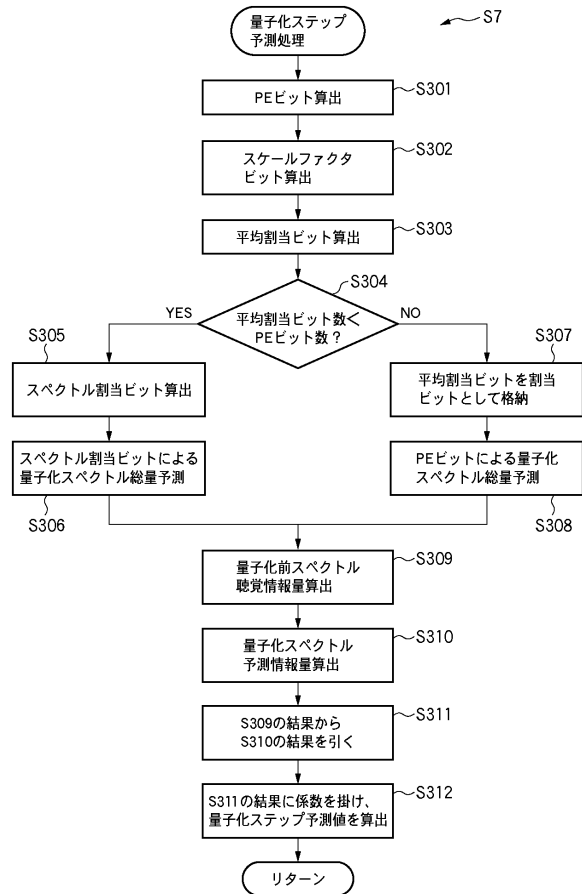 量子化ステップ
予測処理
S7
PEビット算出
S301
スケールファクタ
ビット算出
S302
平均割当ビット算出
S303
S304
平均割当ビット数<
PEビット数?
YES
NO
S305
スペクトル割当ビット算出
スペクトル割当ビットによる
量子化スペクトル総量予測
S306
S307
平均割当ビットを割当
ビットとして格納
PEビットによる量子化
スペクトル総量予測
S308
量子化前スペクトル
聴覚情報量算出
S309
量子化スペクトル
予測情報量算出
S310
S309の結果から
S310の結果を引く
S311
S311の結果に係数を掛け、
量子化ステップ予測値を算出
S312
リターン